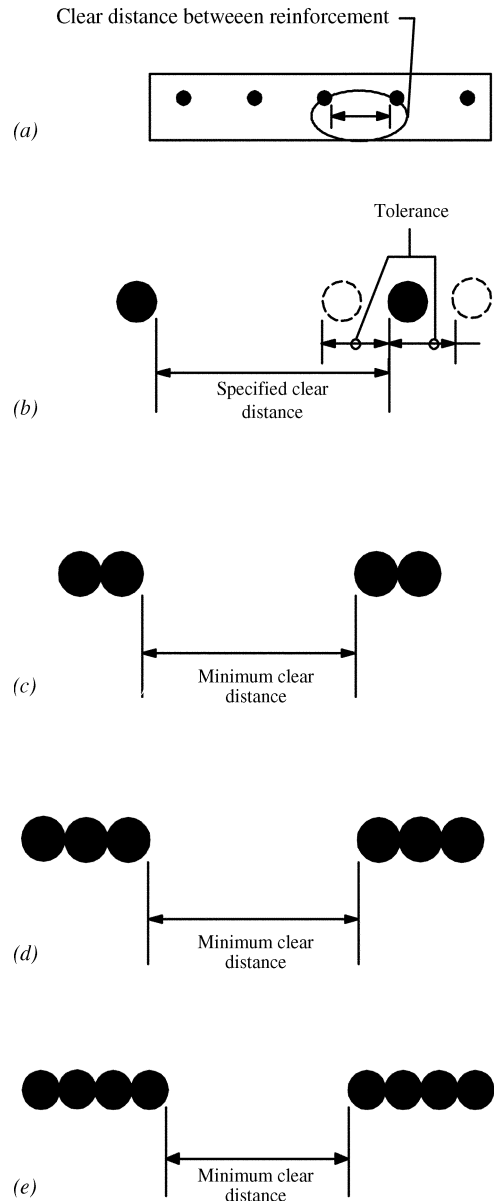 Clear distance betweeen reinforcement
(a)
Tolerance
Specified clear
distance
(b)
Minimum clear
distance
(c)
Minimum clear
distance
(d)
Minimum clear
distance
(e)